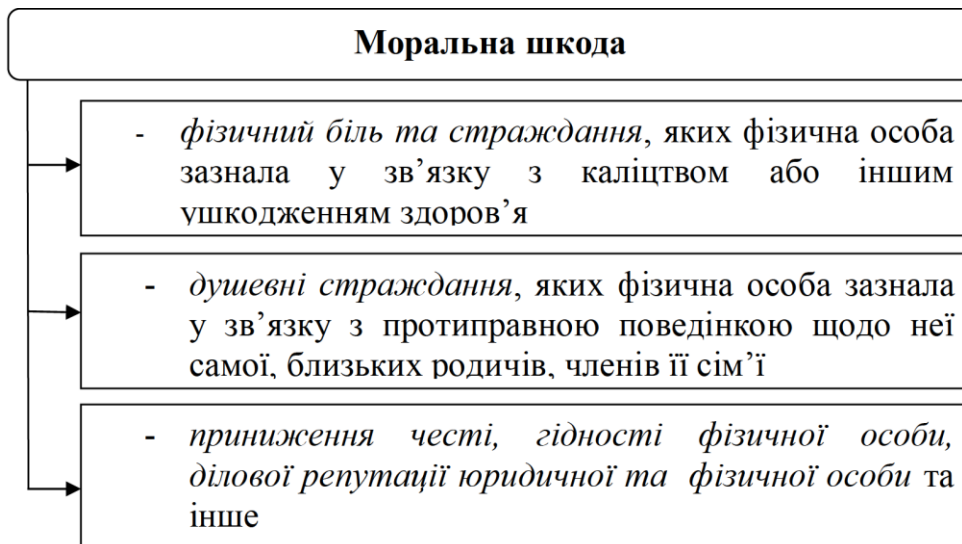 Моральна шкода
- фізичний біль та страждання, яких фізична особа
зазнала у зв’язку з каліцтвом або іншим
ушкодженням здоров’я
- душевні страждання, яких фізична особа зазнала
у зв’язку з протиправною поведінкою щодо неї
самої, близьких родичів, членів її сім’ї
- приниження честі, гідності фізичної особи,
ділової репутації юридичної та фізичної особи та
інше